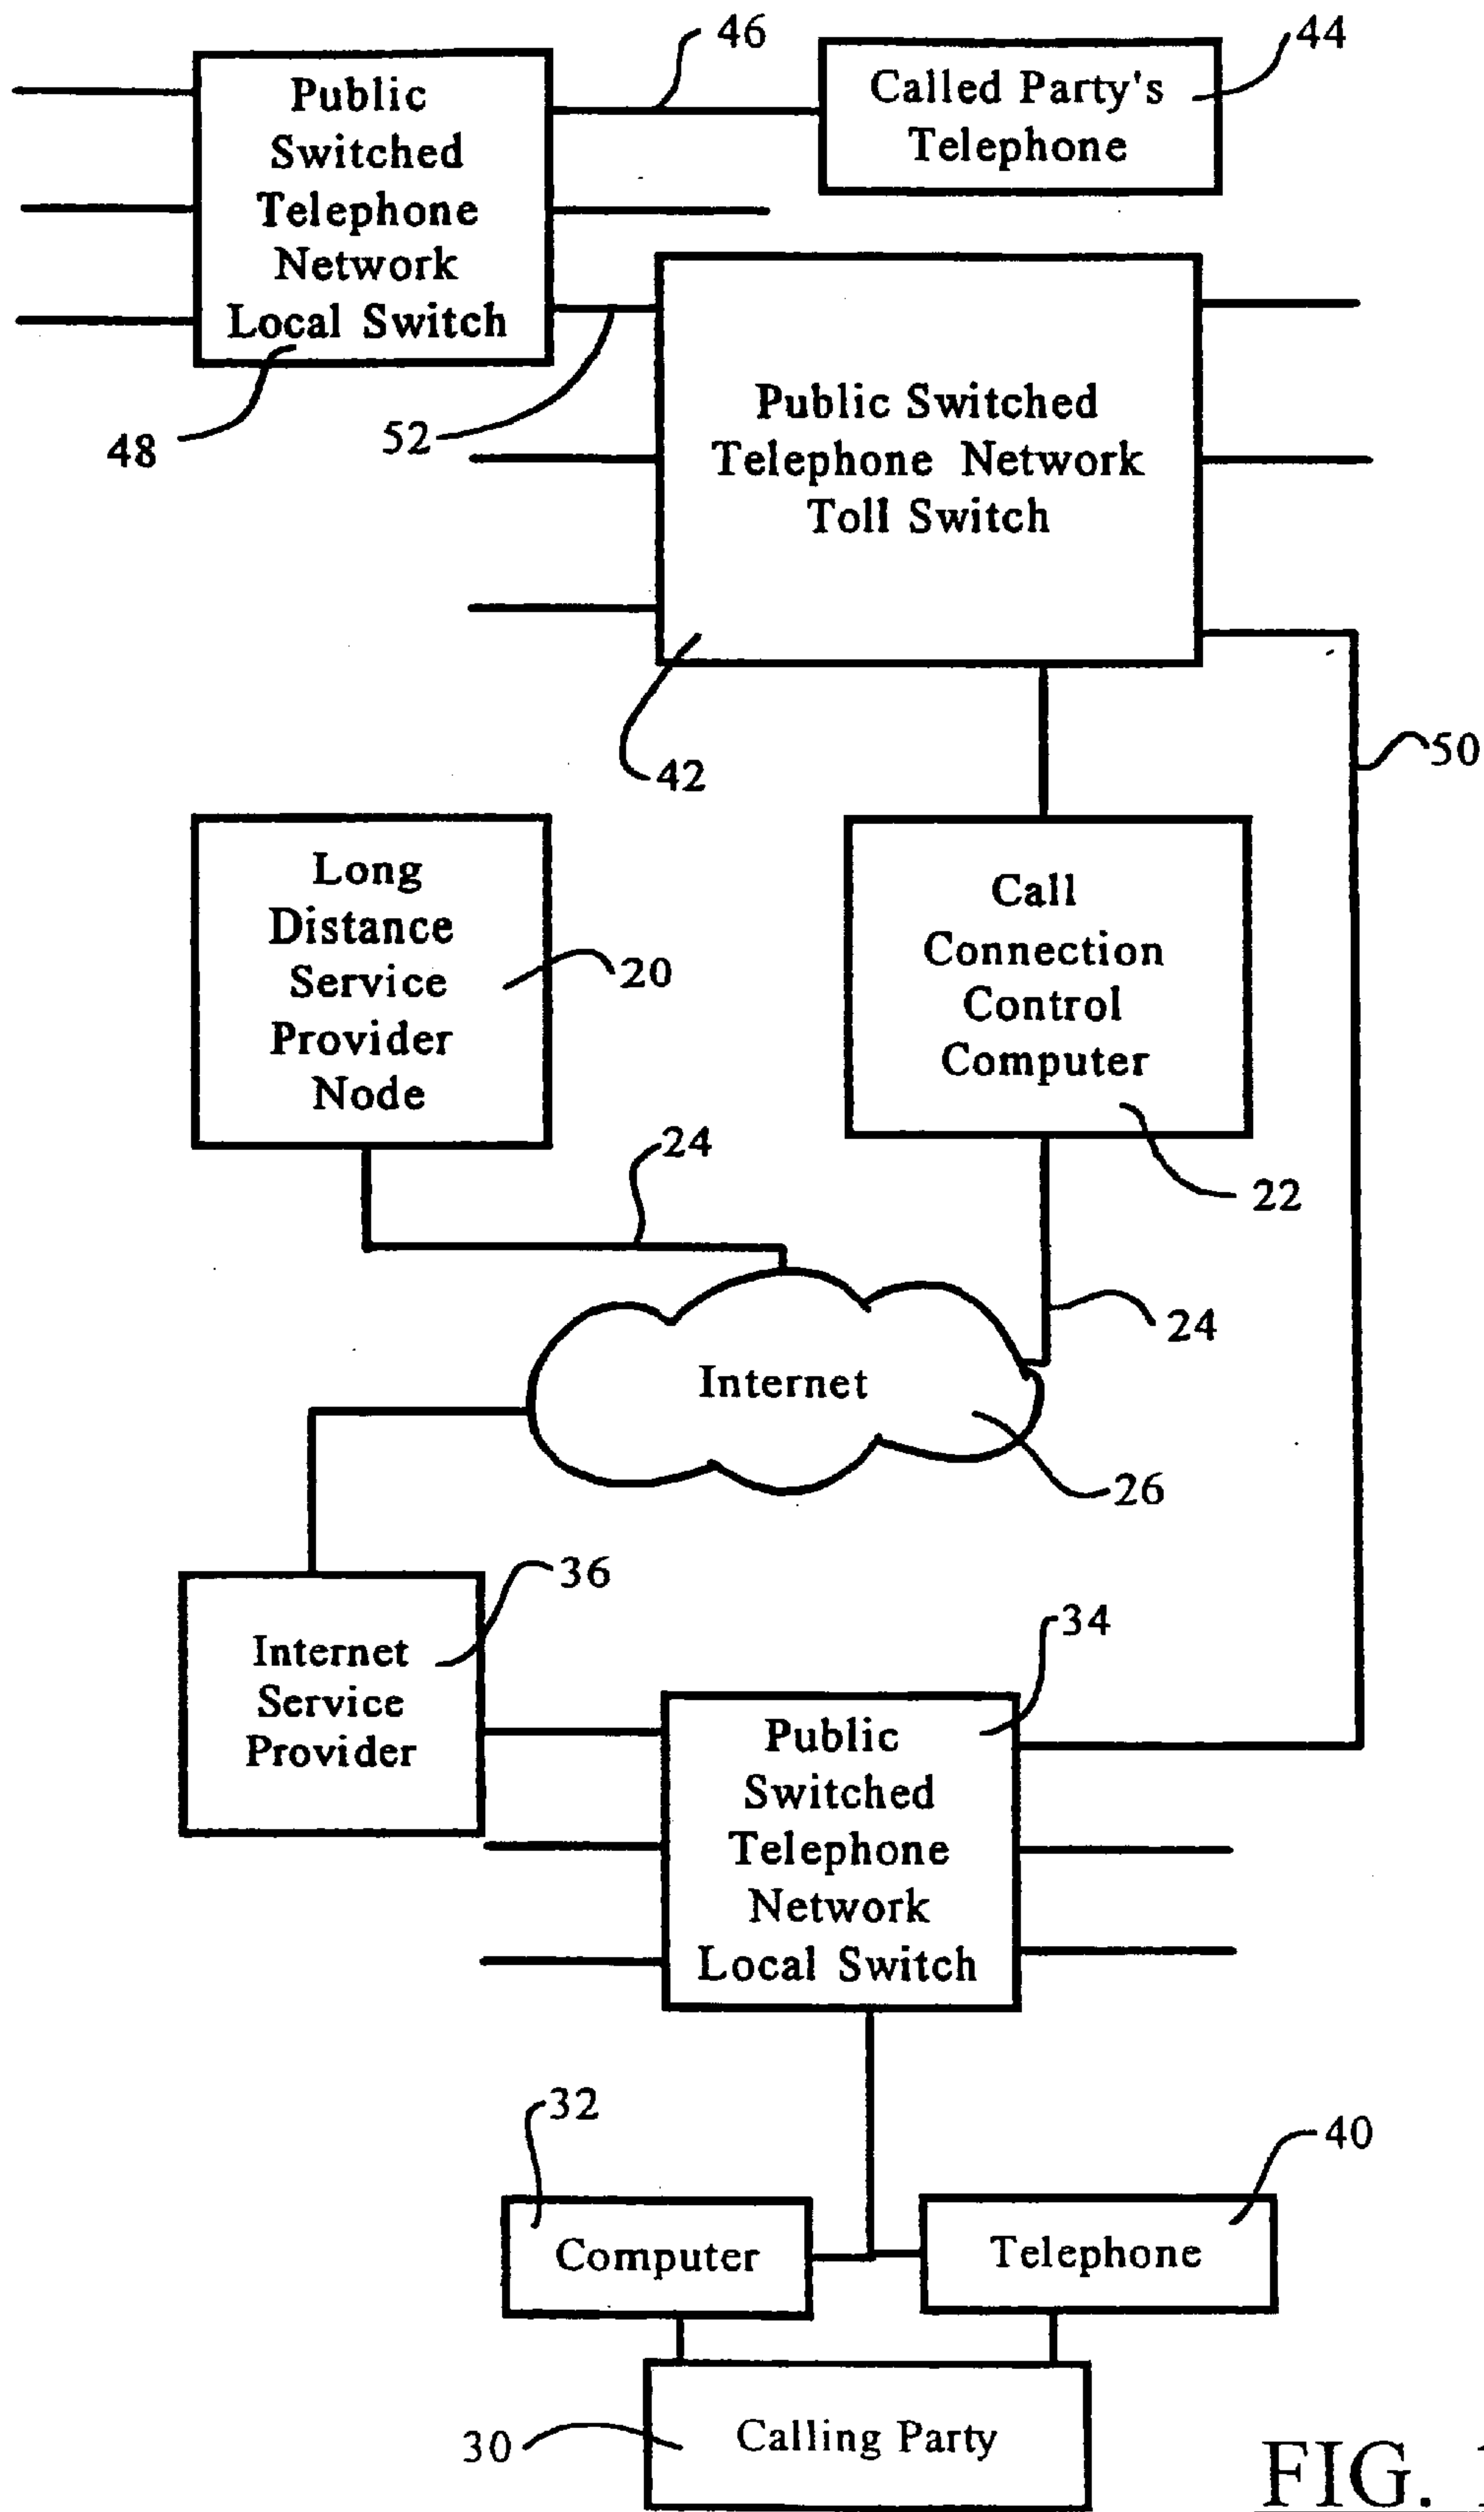 46
44
Called Party's
Telephone
Public
Switched
Telephone
Network
Local Switch
48
52
Public Switched
Telephone Network
Toll Switch
42
50
Long
Distance
Service
Provider
Node
20
Call
Connection
Control
Computer
22
24
24
Internet
26
36
Internet
Service
Provider
34
Public
Switched
Telephone
Network
Local Switch
32
40
Computer
Telephone
30
Calling Party
FIG.